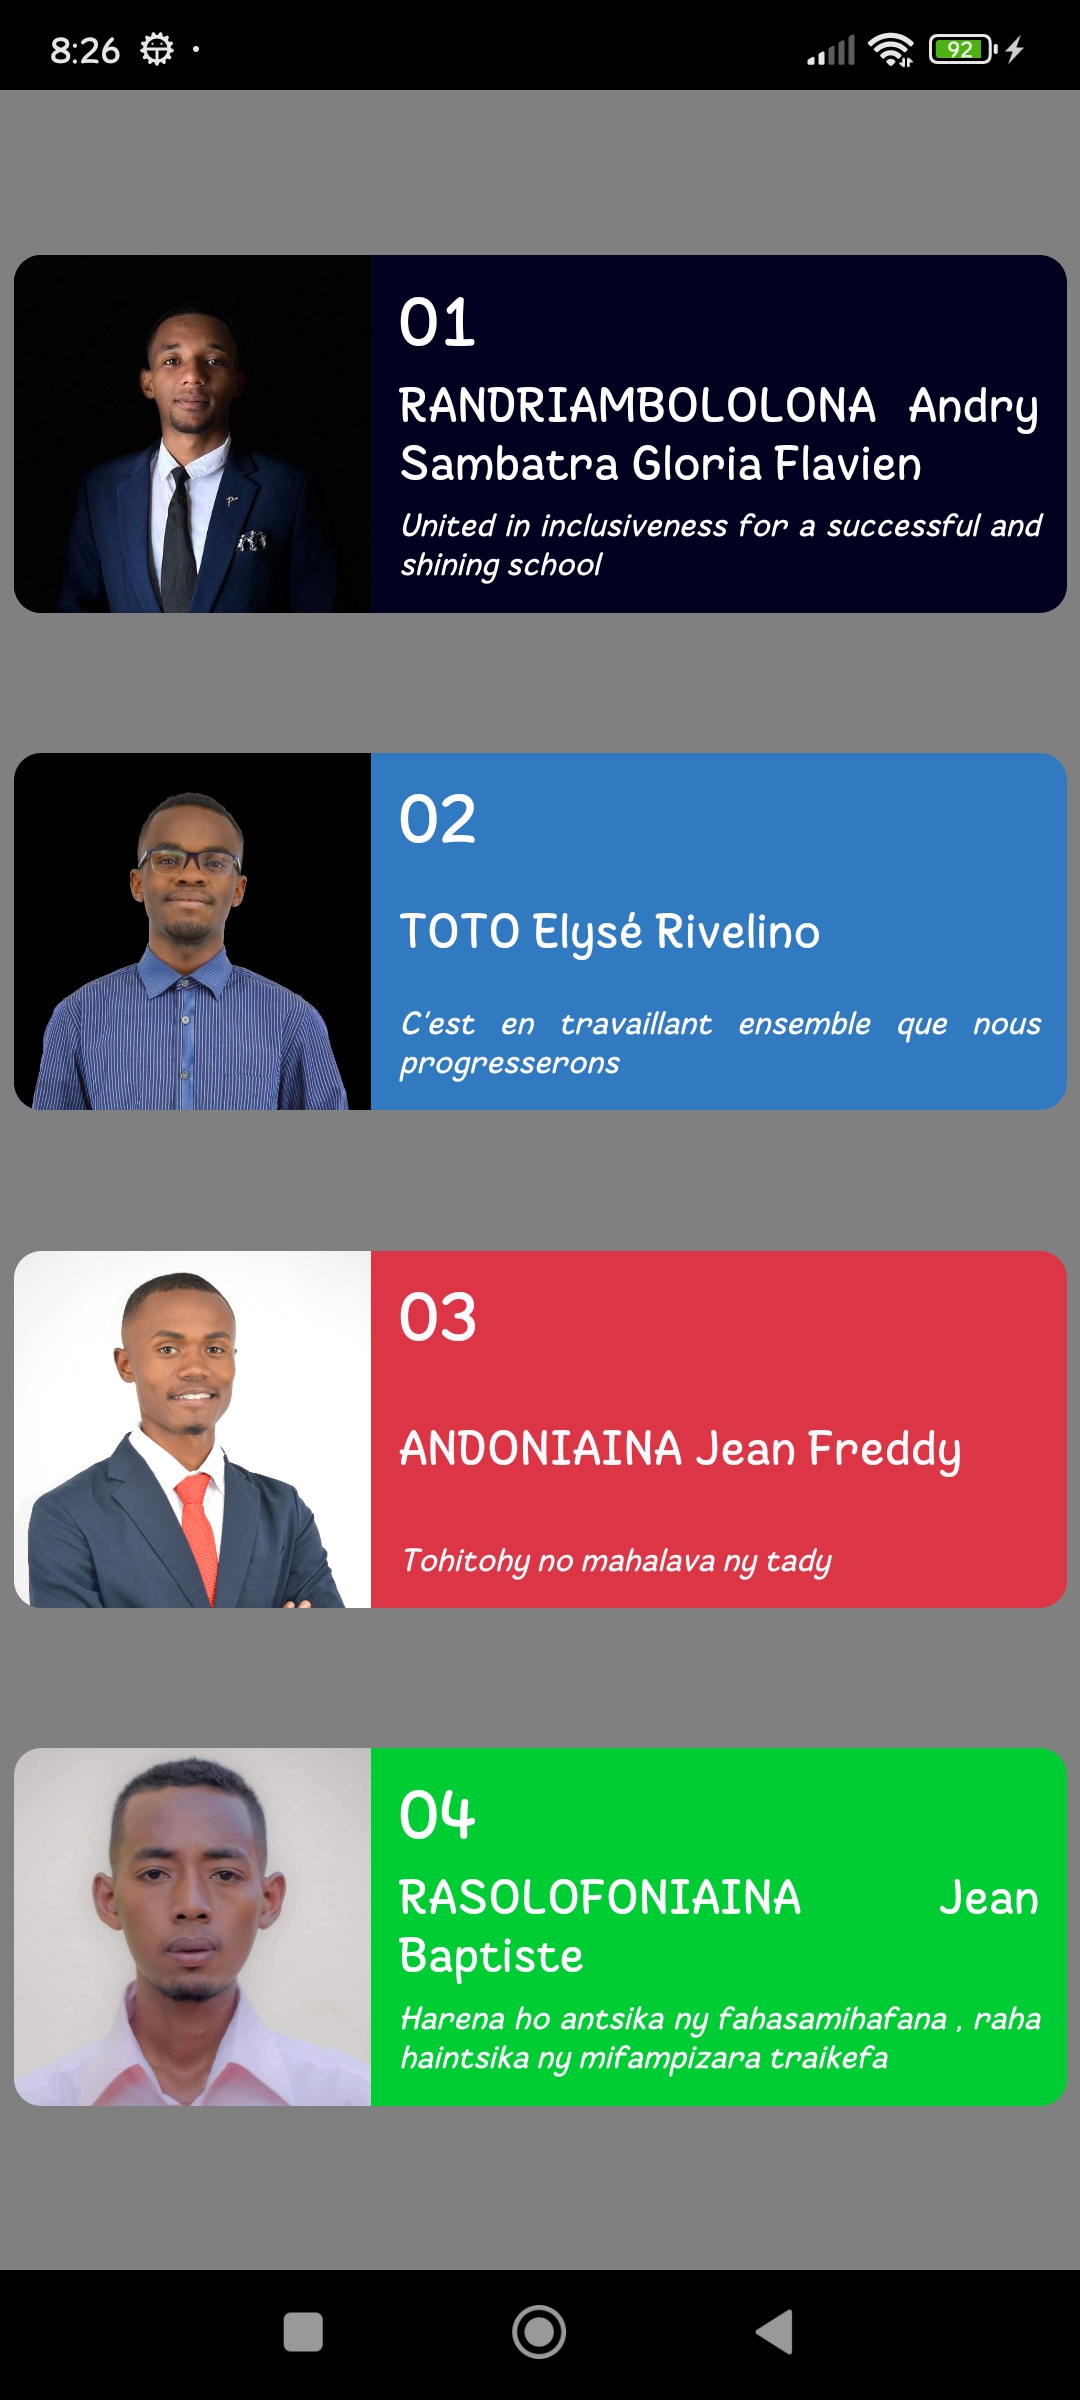 8:26
92
01
RANDRIAMBOLOLONA Andry
Sambatra Gloria Flavien
United in inclusiveness for a successful and
shining school
02
TOTO Elysé Rivelino
C'est en travaillant ensemble que nous
progresserons
03
ANDONIAINA Jean Freddy
Tohitohy no mahalava ny tady
04
RASOLOFONIAINA Jean
Baptiste
Harena ho antsika ny fahasamihafana , raha
haintsika ny mifampizara traikefa